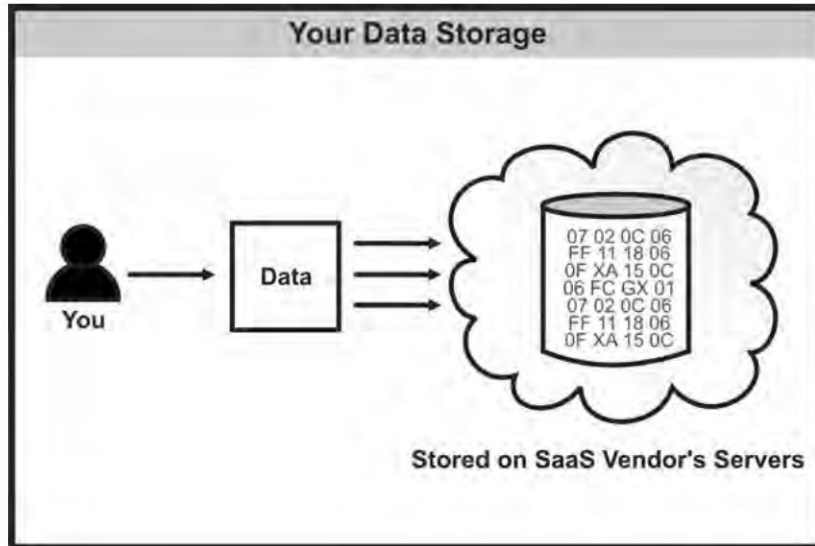 Your Data Storage
You
Data
07 02 0C 06
FF 11 18 06
0F XA 15 0C
06 FC GX 01
07 02 0C 06
FF 11 18 06
0F XA 15 0C
Stored on SaaS Vendor's Servers